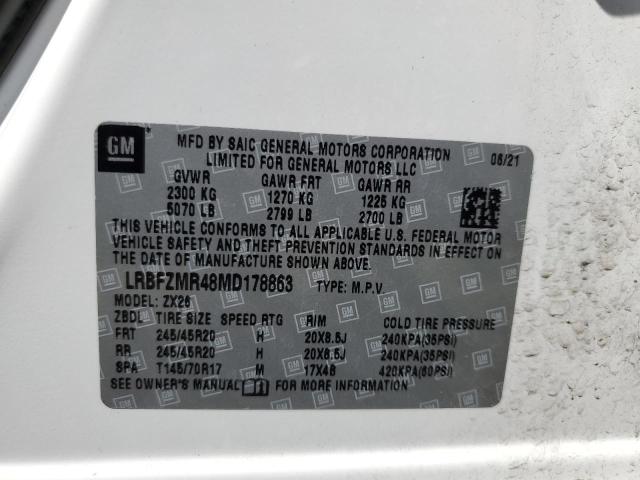 GM
MFD BY SAIC GENERAL MOTORS CORPORATION 06/21
LIMITED FOR GENERAL MOTORS LLC
GVWR GAWR FRT GAWR RR
2300 KG 1270 KG 1225 KG
5070 LB 2799 LB 2700 LB
THIS VEHICLE CONFORMS TO ALL APPLICABLE U.S. FEDERAL MOTOR
VEHICLE SAFETY AND THEFT PREVENTION STANDARDS IN EFFECT ON
THE DATE OF MANUFACTURE SHOWN ABOVE.
LRBFZMR48MD178863 TYPE: M.P.V.
MODEL: ZX26
ZBDL TIRE SIZE SPEED RTG RIM COLD TIRE PRESSURE
FRT 245/45R20 H 20X8.5J 240KPA(35PSI)
RR 245/45R20 H 20X8.5J 240KPA(35PSI)
SPA T145/70R17 M 17X4B 420KPA(60PSI)
SEE OWNER'S MANUAL FOR MORE INFORMATION